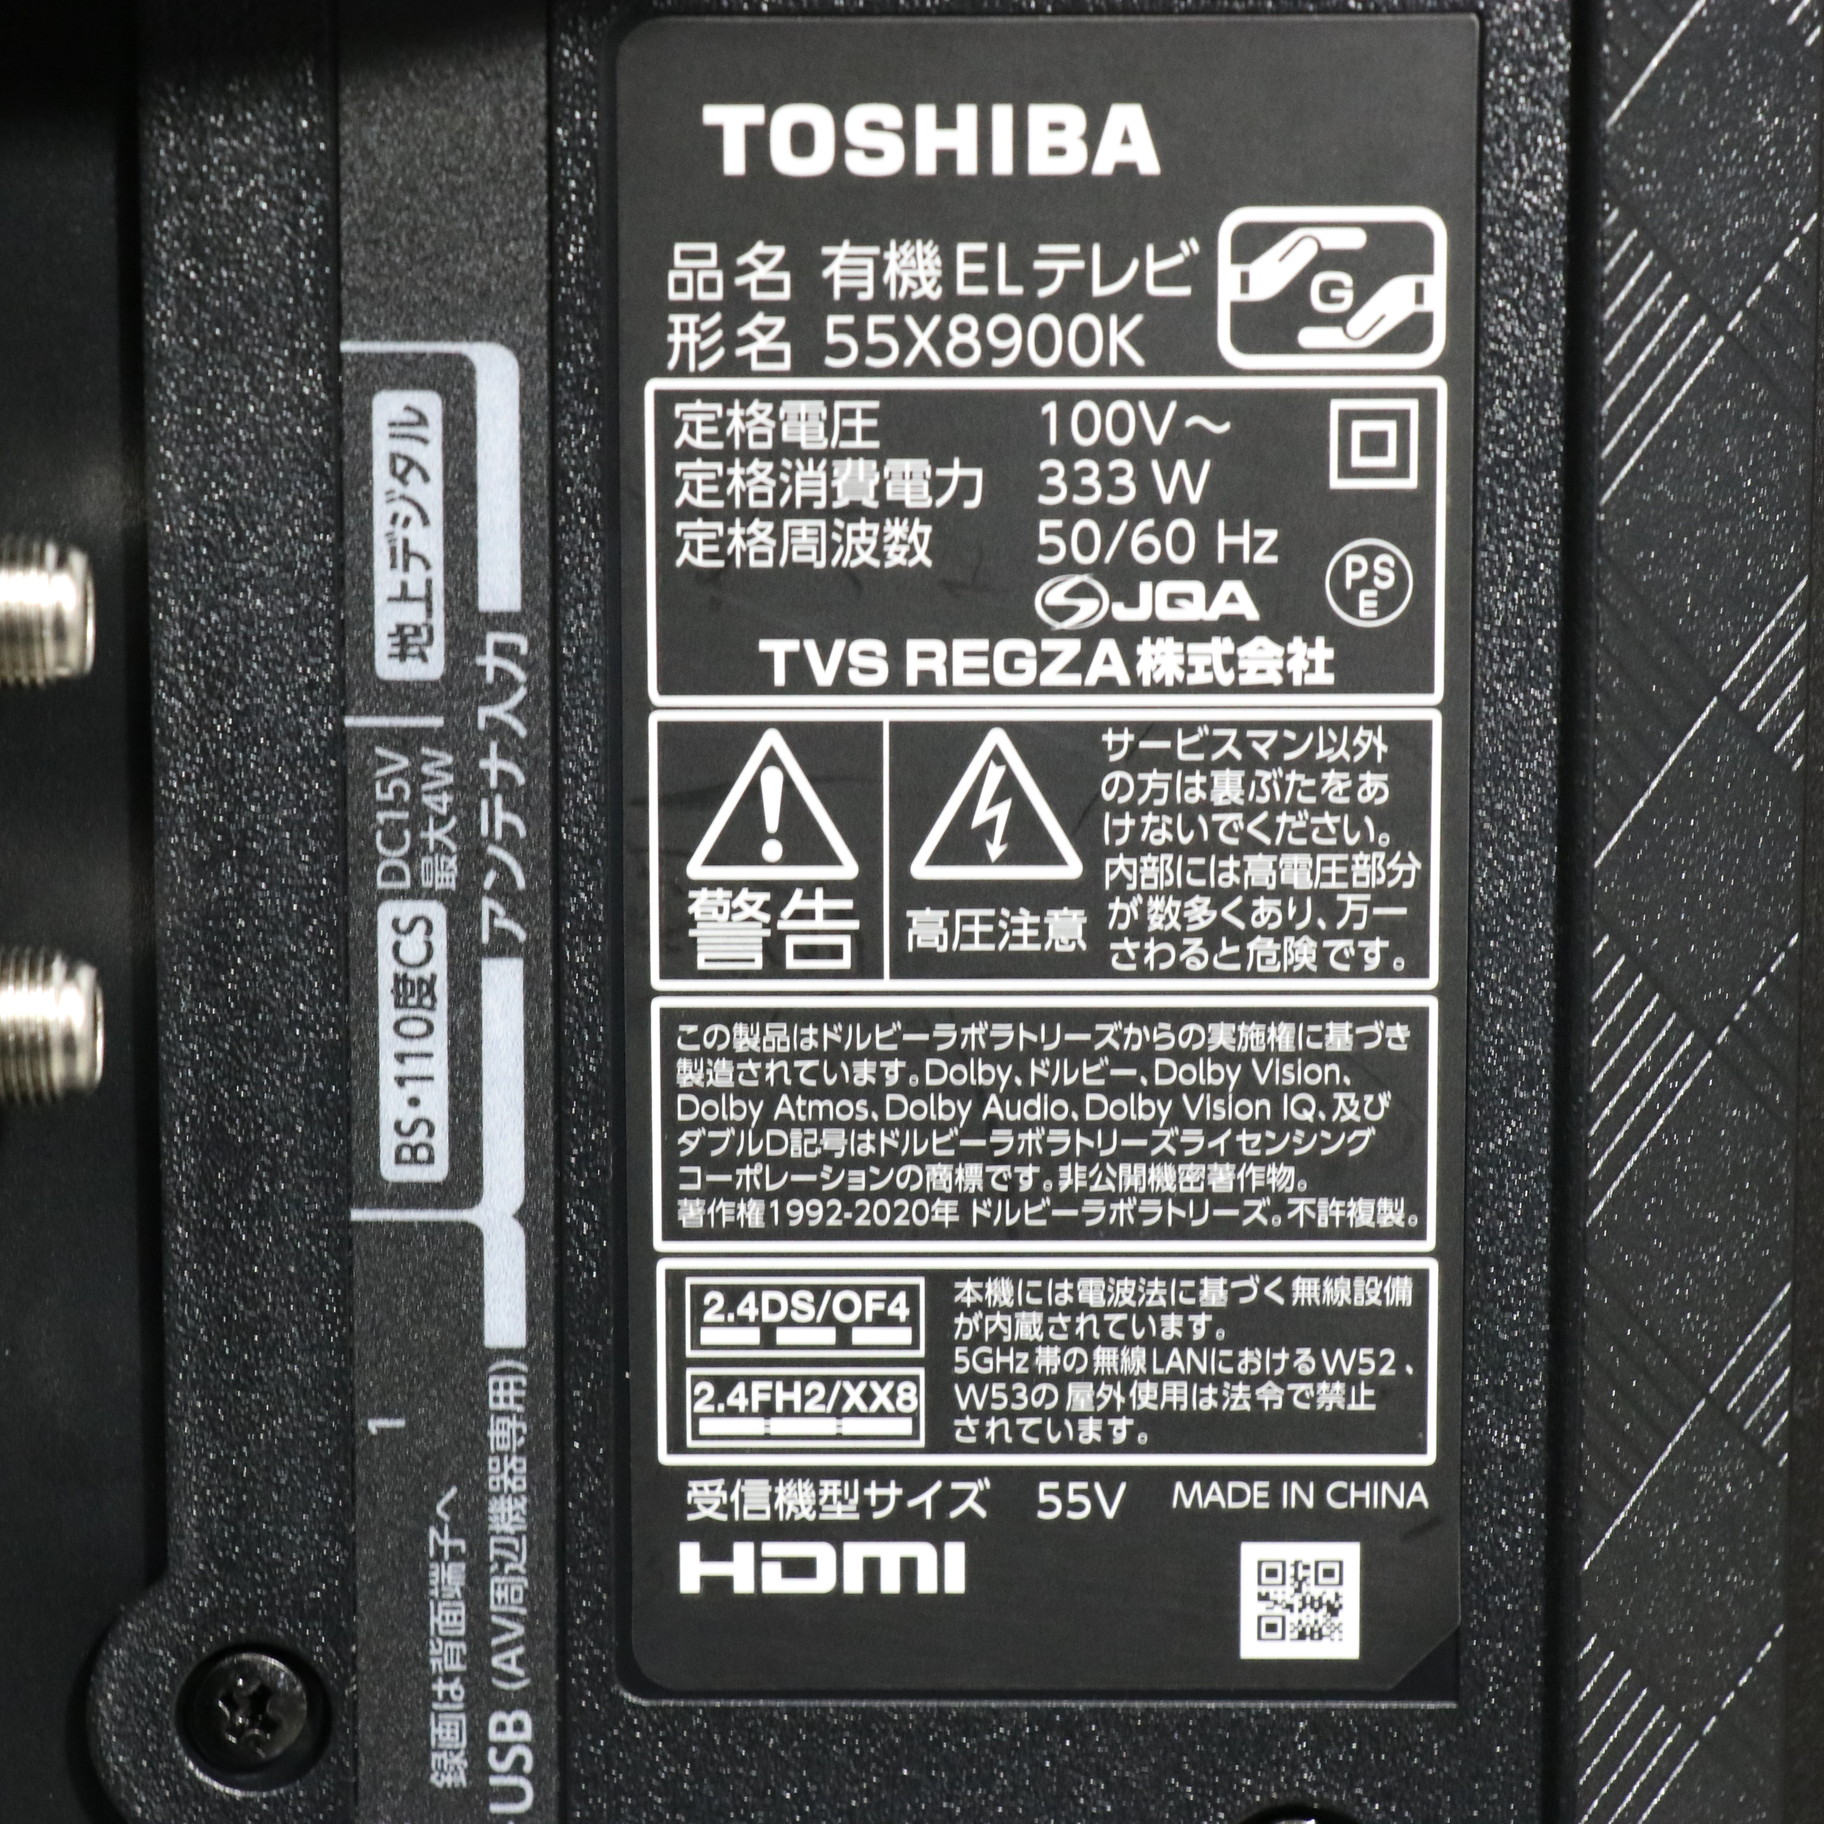 TOSHIBA
品名 有機ELテレビ
形名 55X8900K
G
定格電圧 100V～
定格消費電力 333 W
定格周波数 50/60 Hz
JQA
PS
E
TVS REGZA株式会社
警告
高圧注意
サービスマン以外
の方は裏ぶたをあ
けないでください。
内部には高電圧部分
が数多くあり、万一
さわると危険です。
この製品はドルビーラボラトリーズからの実施権に基づき
製造されています。Dolby、ドルビー、Dolby Vision、
Dolby Atmos、Dolby Audio、Dolby Vision IQ、及び
ダブルD記号はドルビーラボラトリーズライセンシング
コーポレーションの商標です。非公開機密著作物。
著作権1992-2020年 ドルビーラボラトリーズ。不許複製。
2.4DS/OF4
2.4FH2/XX8
本機には電波法に基づく無線設備
が内蔵されています。
5GHz帯の無線LANにおけるW52、
W53の屋外使用は法令で禁止
されています。
受信機型サイズ 55V MADE IN CHINA
HDMI
地上デジタル
アンテナ入力
BS・110度CS
DC15V
最大4W
1
録画は背面端子へ
USB (AV周辺機器専用)